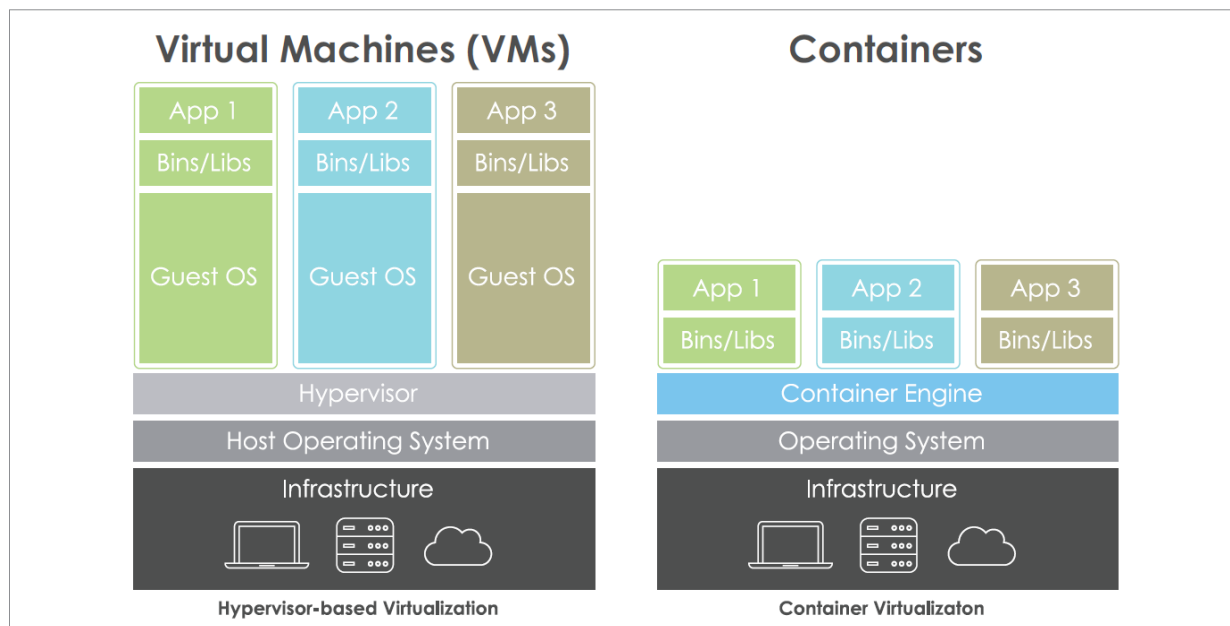 Virtual Machines (VMs)
App 1
App 2
App 3
Bins/Libs
Bins/Libs
Bins/Libs
Guest OS
Guest OS
Guest OS
Hypervisor
Host Operating System
Infrastructure
Hypervisor-based Virtualization
Containers
App 1
App 2
App 3
Bins/Libs
Bins/Libs
Bins/Libs
Container Engine
Operating System
Infrastructure
Container Virtualizaton